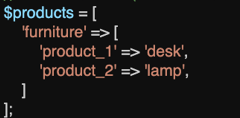 $products = [
'furniture' => [
'product_1' => 'desk',
'product_2' => 'lamp',
]
];